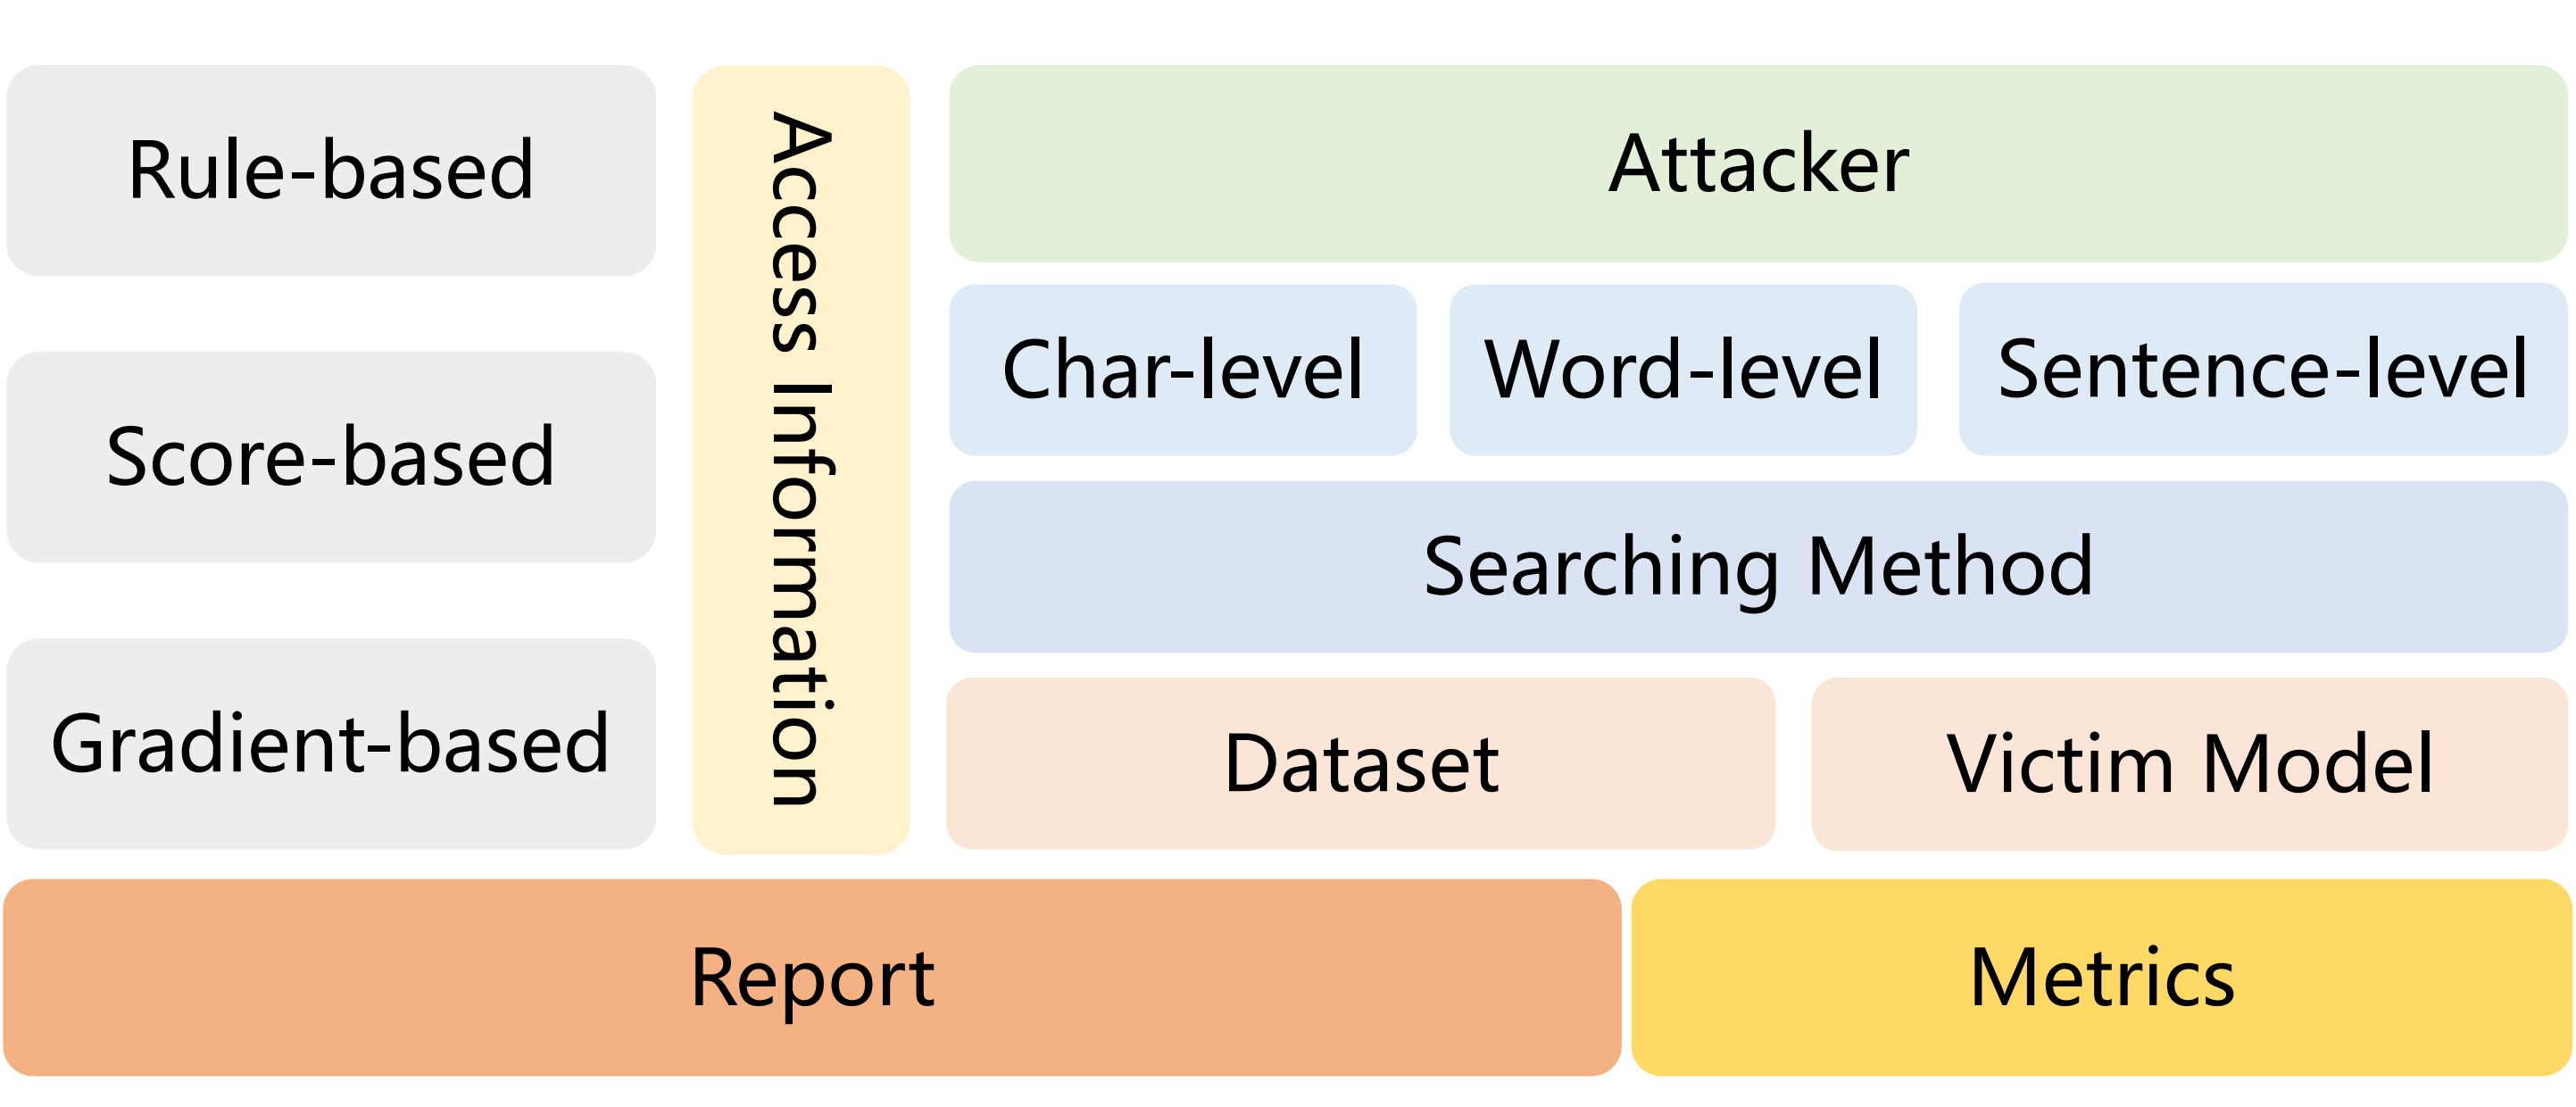 Rule-based
Score-based
Gradient-based
Access Information
Attacker
Char-level
Word-level
Sentence-level
Searching Method
Dataset
Victim Model
Report
Metrics